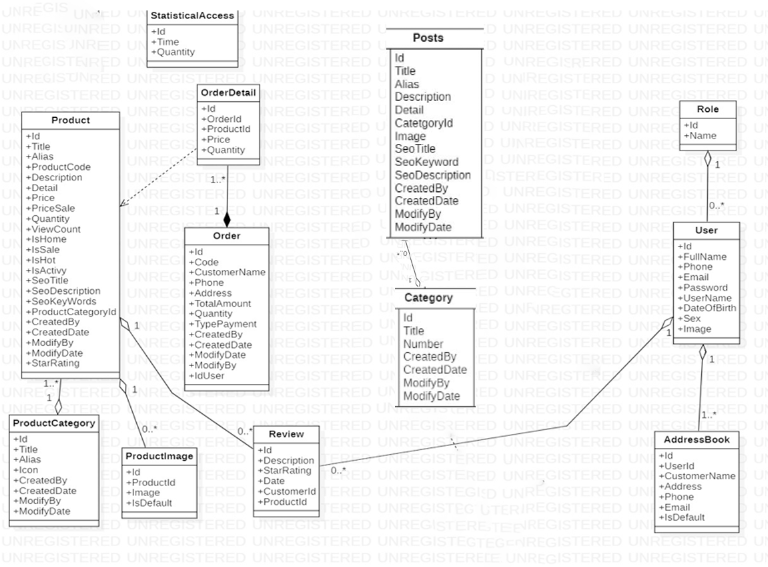 StatisticalAccess
+Id
+Time
+Quantity
OrderDetail
+Id
+OrderId
+ProductId
+Price
+Quantity
Product
+Id
+Title
+Alias
+ProductCode
+Description
+Detail
+Price
+PriceSale
+Quantity
+ViewCount
+IsHome
+IsSale
+IsHot
+IsActivy
+SeoTitle
+SeoDescription
+SeoKeyWords
+ProductCategoryId
+CreatedBy
+CreatedDate
+ModifyBy
+ModifyDate
+StarRating
1..*
1
Order
+Id
+Code
+CustomerName
+Phone
+Address
+TotalAmount
+Quantity
+TypePayment
+CreatedBy
+CreatedDate
+ModifyDate
+ModifyBy
+IdUser
Posts
Id
Title
Alias
Description
Detail
CatetgoryId
Image
SeoTitle
SeoKeyword
SeoDescription
CreatedBy
CreatedDate
ModifyBy
ModifyDate
Category
Id
Title
Number
CreatedBy
CreatedDate
ModifyBy
ModifyDate
Role
+Id
+Name
1
0..*
User
+Id
+FullName
+Phone
+Email
+Password
+UserName
+DateOfBirth
+Sex
+Image
1
1
1..*
AddressBook
+Id
+UserId
+CustomerName
+Address
+Phone
+Email
+IsDefault
1
1..*
1
1
0..*
0..*
0..*
ProductCategory
+Id
+Title
+Alias
+Icon
+CreatedBy
+CreatedDate
+ModifyBy
+ModifyDate
ProductImage
+Id
+ProductId
+Image
+IsDefault
Review
+Id
+Description
+StarRating
+Date
+CustomerId
+ProductId
UNREGISTERED